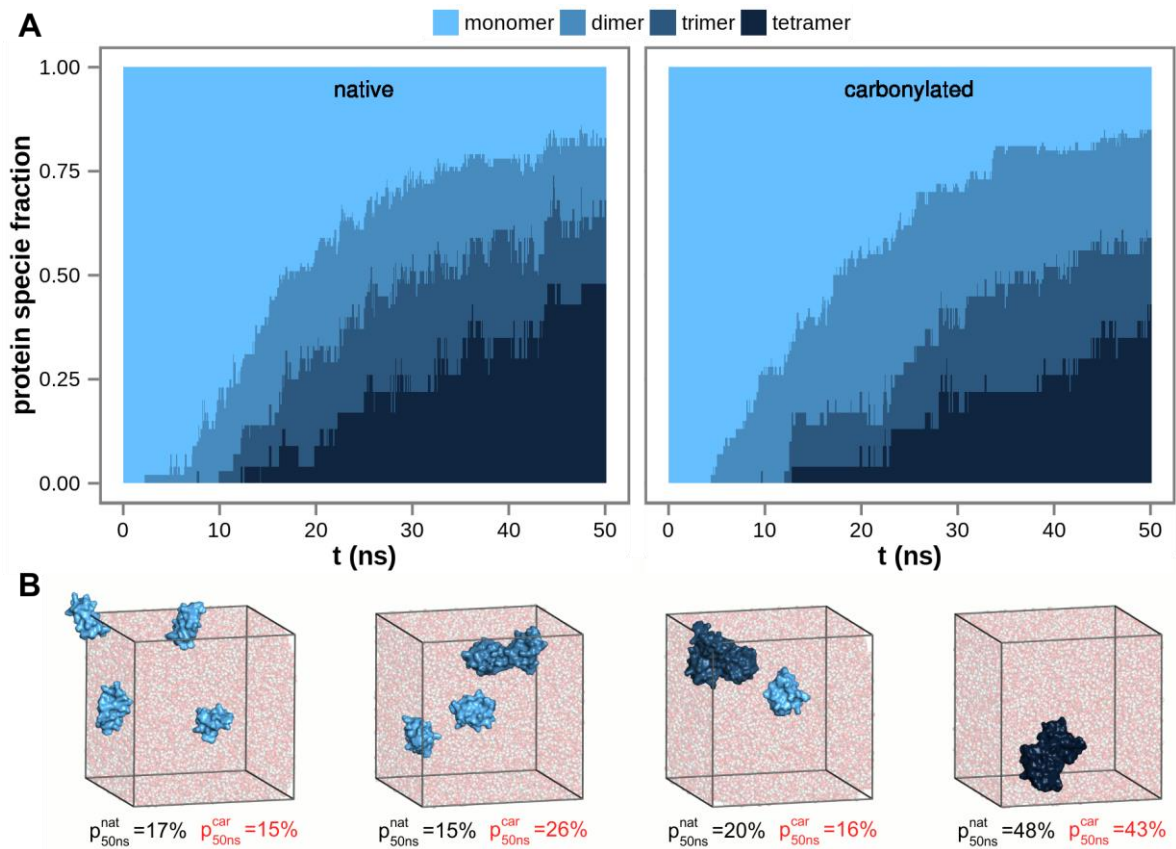 A
monomer dimer trimer tetramer
native
carbonylated
protein specie fraction
1.00
0.75
0.50
0.25
0.00
0 10 20 30 40 50
t (ns)
0 10 20 30 40 50
t (ns)
B
p^nat_50ns =17% p^car_50ns =15%
p^nat_50ns =15% p^car_50ns =26%
p^nat_50ns =20% p^car_50ns =16%
p^nat_50ns =48% p^car_50ns =43%